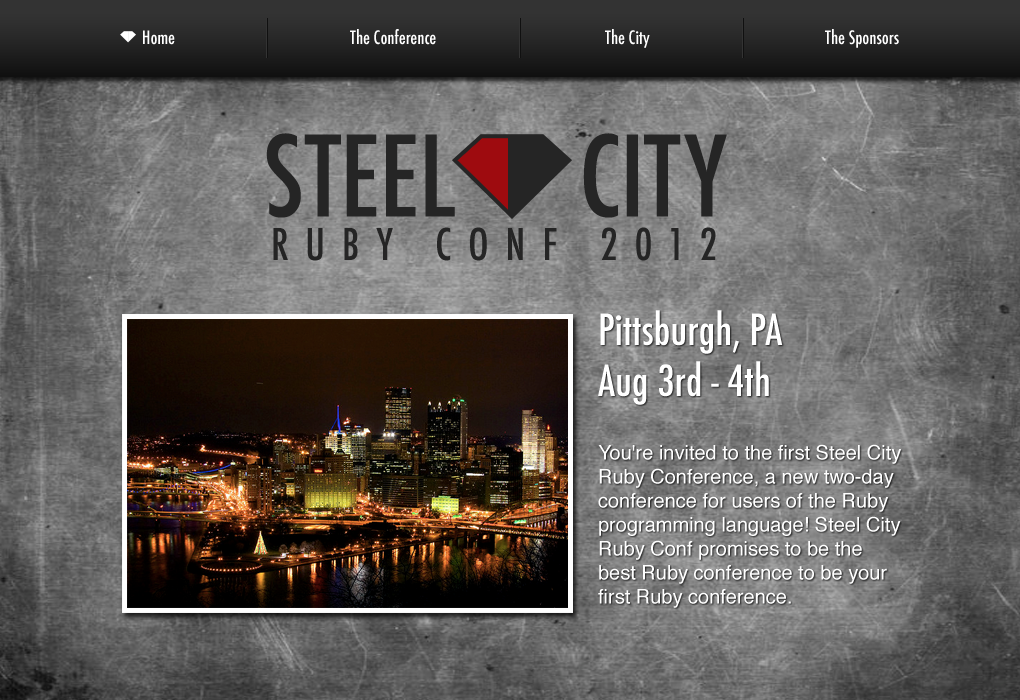 Home
The Conference
The City
The Sponsors
STEEL CITY
RUBY CONF 2012
Pittsburgh, PA
Aug 3rd - 4th
You're invited to the first Steel City
Ruby Conference, a new two-day
conference for users of the Ruby
programming language! Steel City
Ruby Conf promises to be the
best Ruby conference to be your
first Ruby conference.